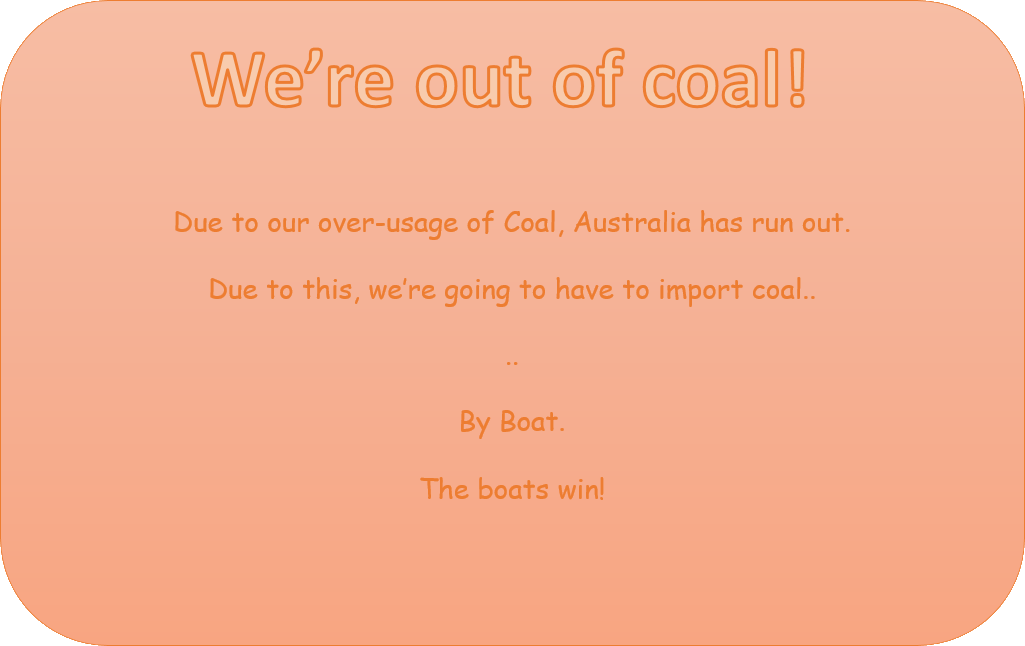 We’re out of coal!
Due to our over-usage of Coal, Australia has run out.
Due to this, we’re going to have to import coal..
..
By Boat.
The boats win!